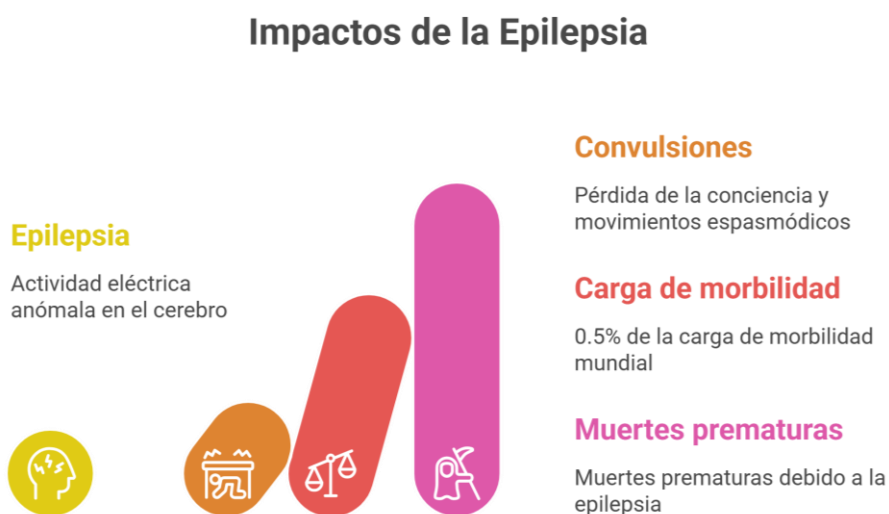 Impactos de la Epilepsia
Epilepsia
Actividad eléctrica
anómala en el cerebro
Convulsiones
Pérdida de la conciencia y
movimientos espasmódicos
Carga de morbilidad
0.5% de la carga de morbilidad
mundial
Muertes prematuras
Muertes prematuras debido a la
epilepsia